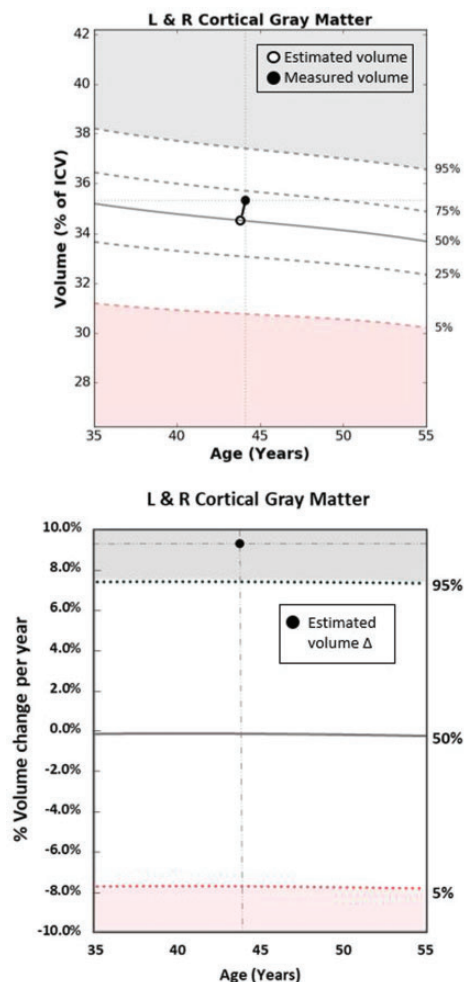 L & R Cortical Gray Matter
Estimated volume
Measured volume
42
40
38
36
34
32
30
28
95%
75%
50%
25%
5%
Volume (% of ICV)
35 40 45 50 55
Age (Years)
L & R Cortical Gray Matter
10.0%
8.0%
6.0%
4.0%
2.0%
0.0%
-2.0%
-4.0%
-6.0%
-8.0%
-10.0%
95%
50%
5%
Estimated
volume Δ
% Volume change per year
35 40 45 50 55
Age (Years)